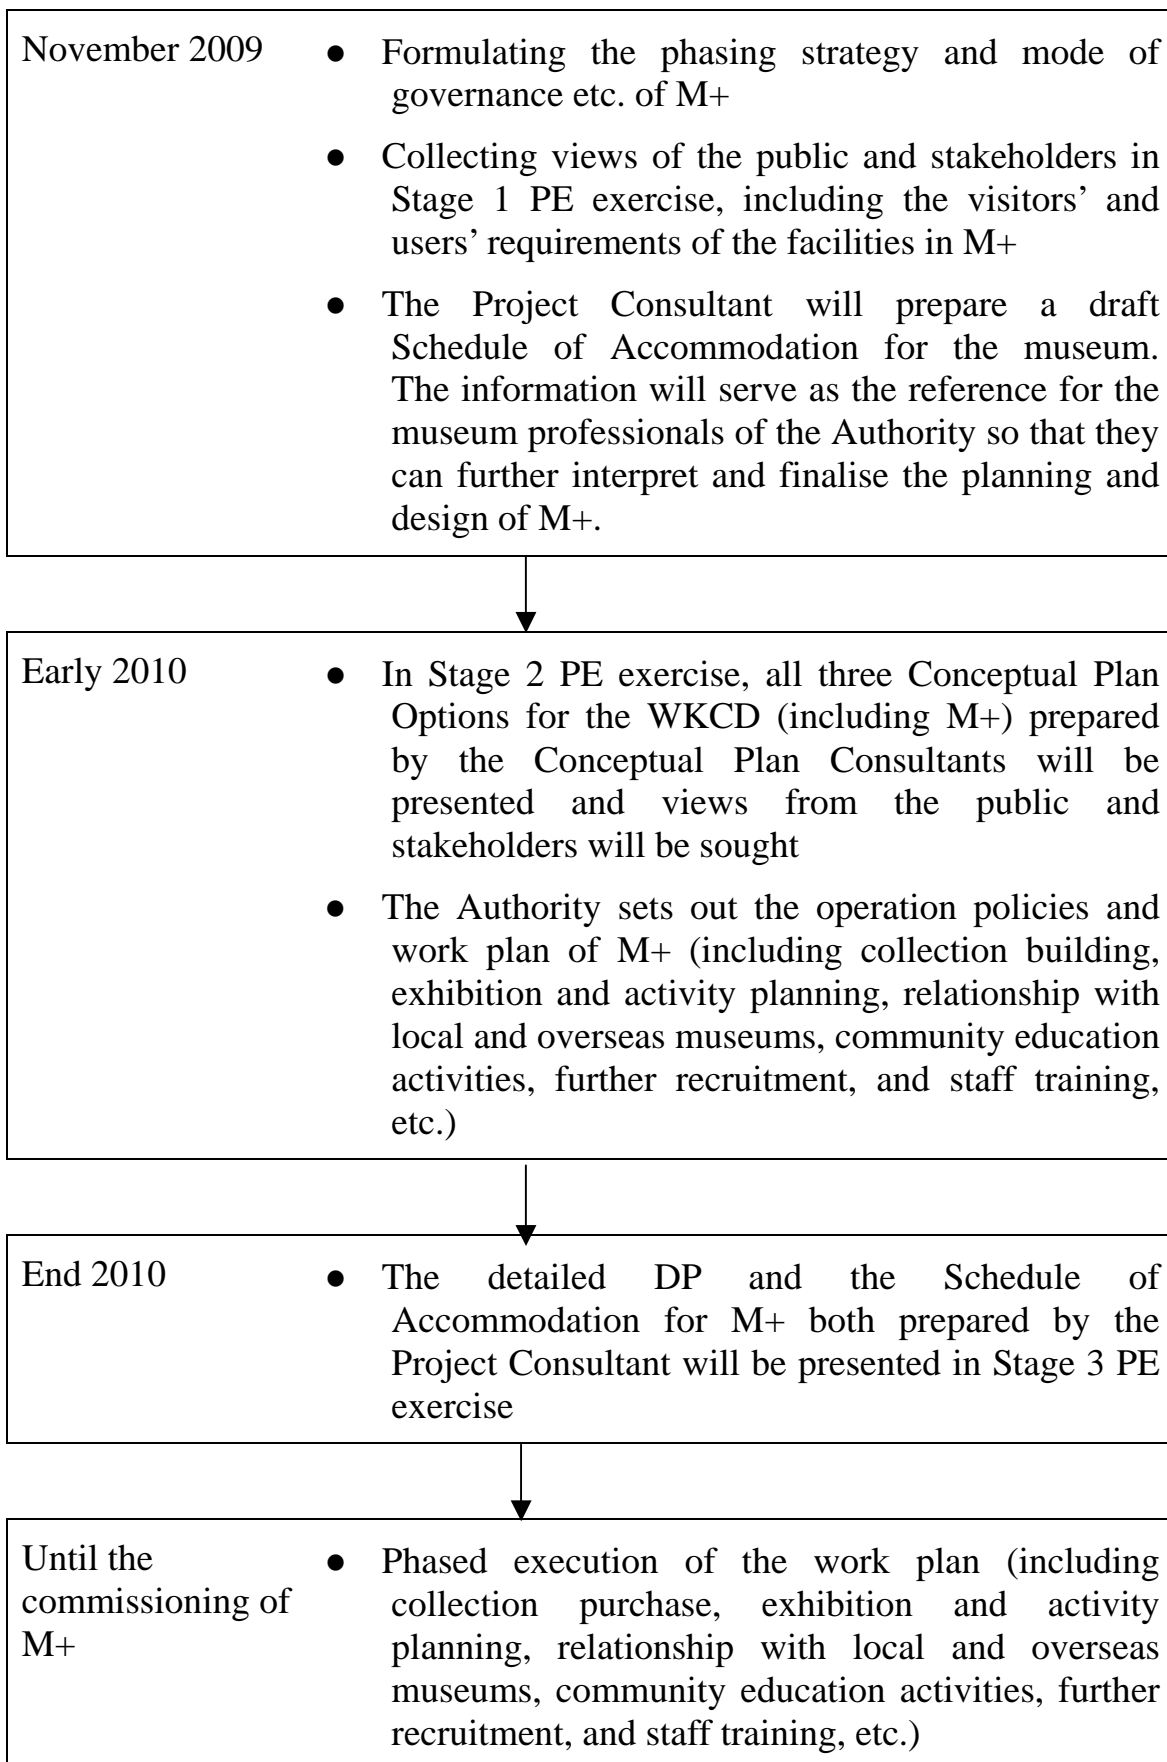 November 2009
● Formulating the phasing strategy and mode of
governance etc. of M+
● Collecting views of the public and stakeholders in
Stage 1 PE exercise, including the visitors’ and
users’ requirements of the facilities in M+
● The Project Consultant will prepare a draft
Schedule of Accommodation for the museum.
The information will serve as the reference for the
museum professionals of the Authority so that they
can further interpret and finalise the planning and
design of M+.
Early 2010
● In Stage 2 PE exercise, all three Conceptual Plan
Options for the WKCD (including M+) prepared
by the Conceptual Plan Consultants will be
presented and views from the public and
stakeholders will be sought
● The Authority sets out the operation policies and
work plan of M+ (including collection building,
exhibition and activity planning, relationship with
local and overseas museums, community education
activities, further recruitment, and staff training,
etc.)
End 2010
● The detailed DP and the Schedule of
Accommodation for M+ both prepared by the
Project Consultant will be presented in Stage 3 PE
exercise
Until the
commissioning of
M+
● Phased execution of the work plan (including
collection purchase, exhibition and activity
planning, relationship with local and overseas
museums, community education activities, further
recruitment, and staff training, etc.)